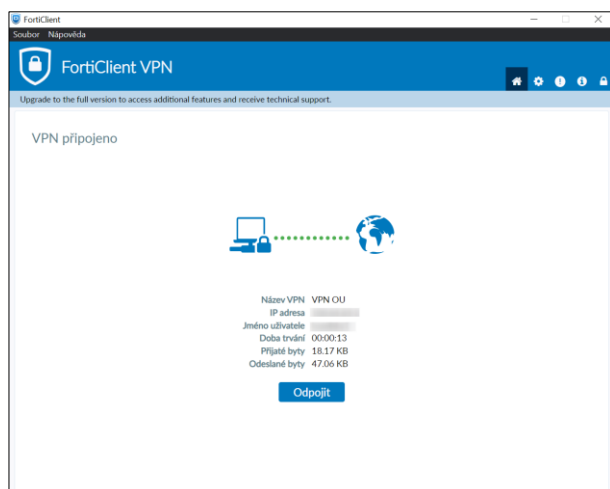 FortiClient
Soubor Nápověda
FortiClient VPN
Upgrade to the full version to access additional features and receive technical support.
VPN připojeno
Název VPN VPN OU
IP adresa
Jméno uživatele
Doba trvání 00:00:13
Přijaté byty 18.17 KB
Odeslané byty 47.06 KB
Odpojit